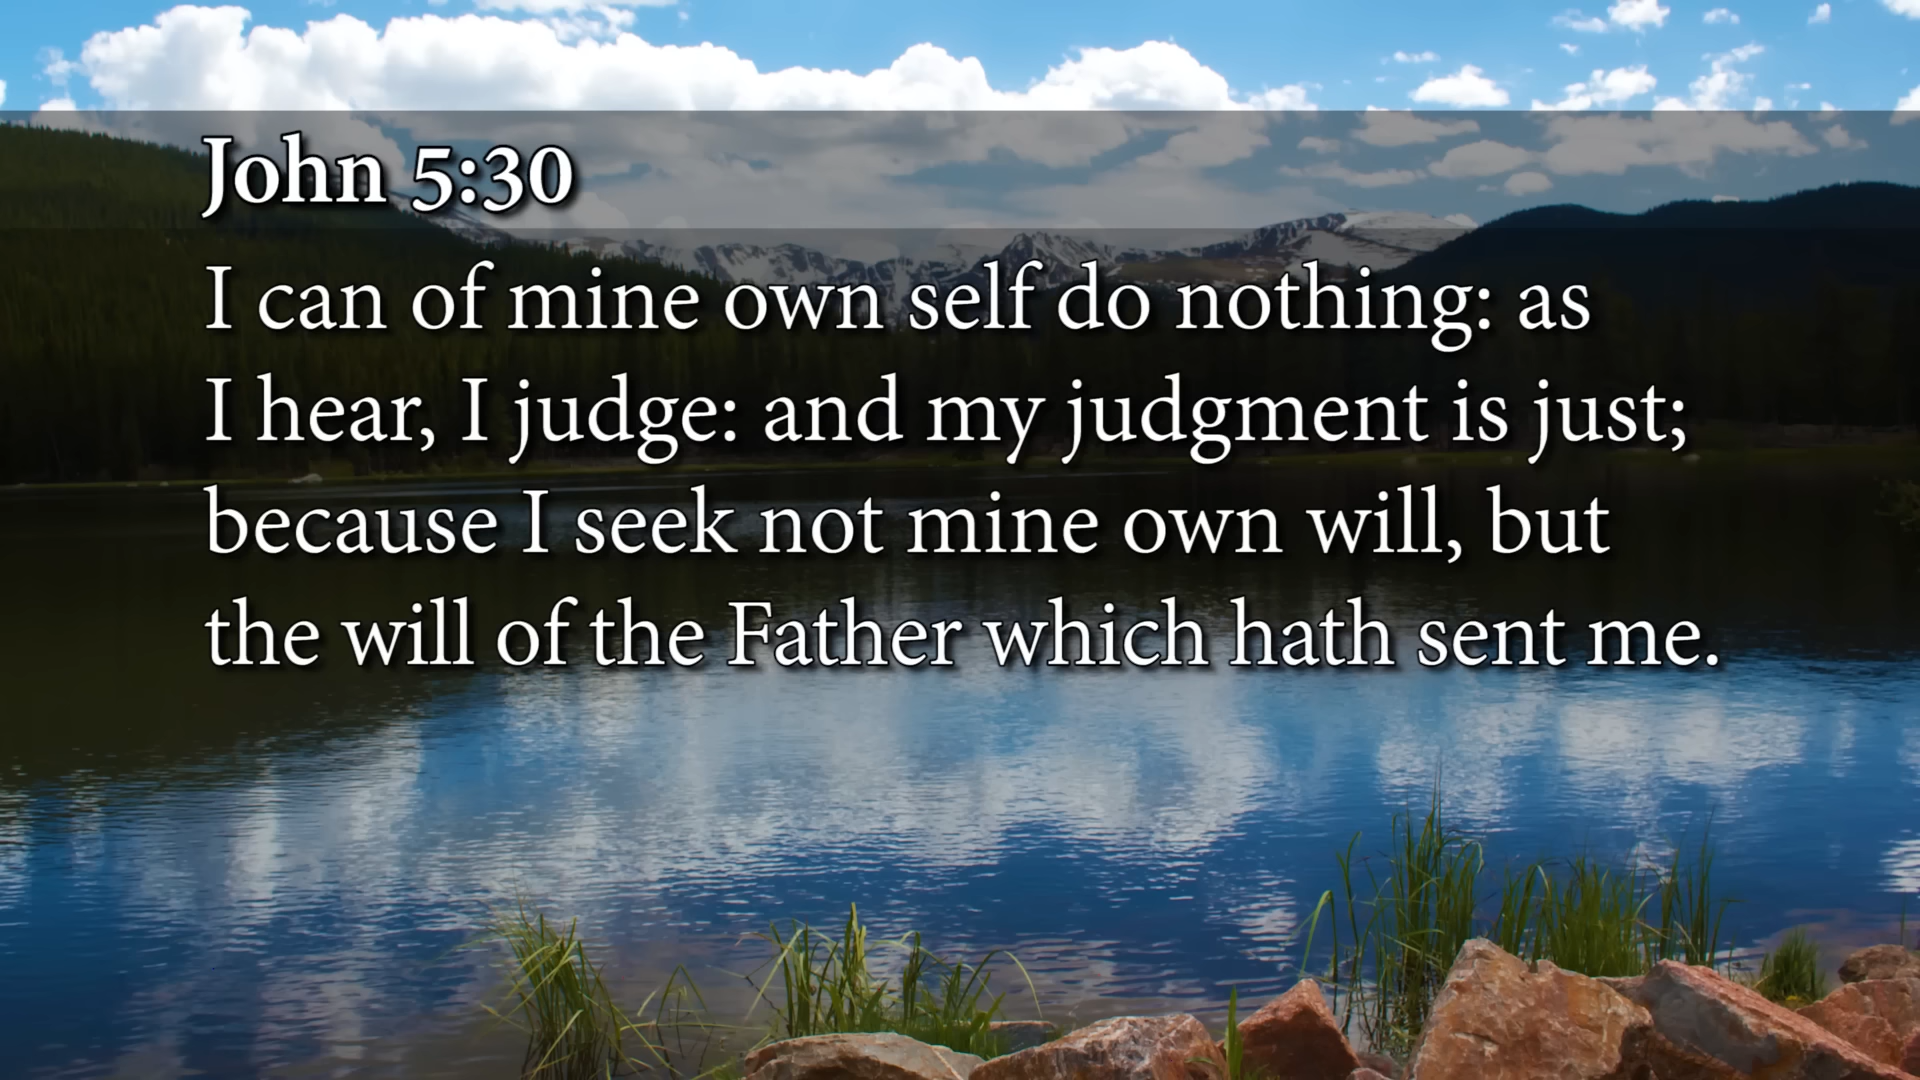 John 5:30
I can of mine own self do nothing: as
I hear, I judge: and my judgment is just;
because I seek not mine own will, but
the will of the Father which hath sent me.